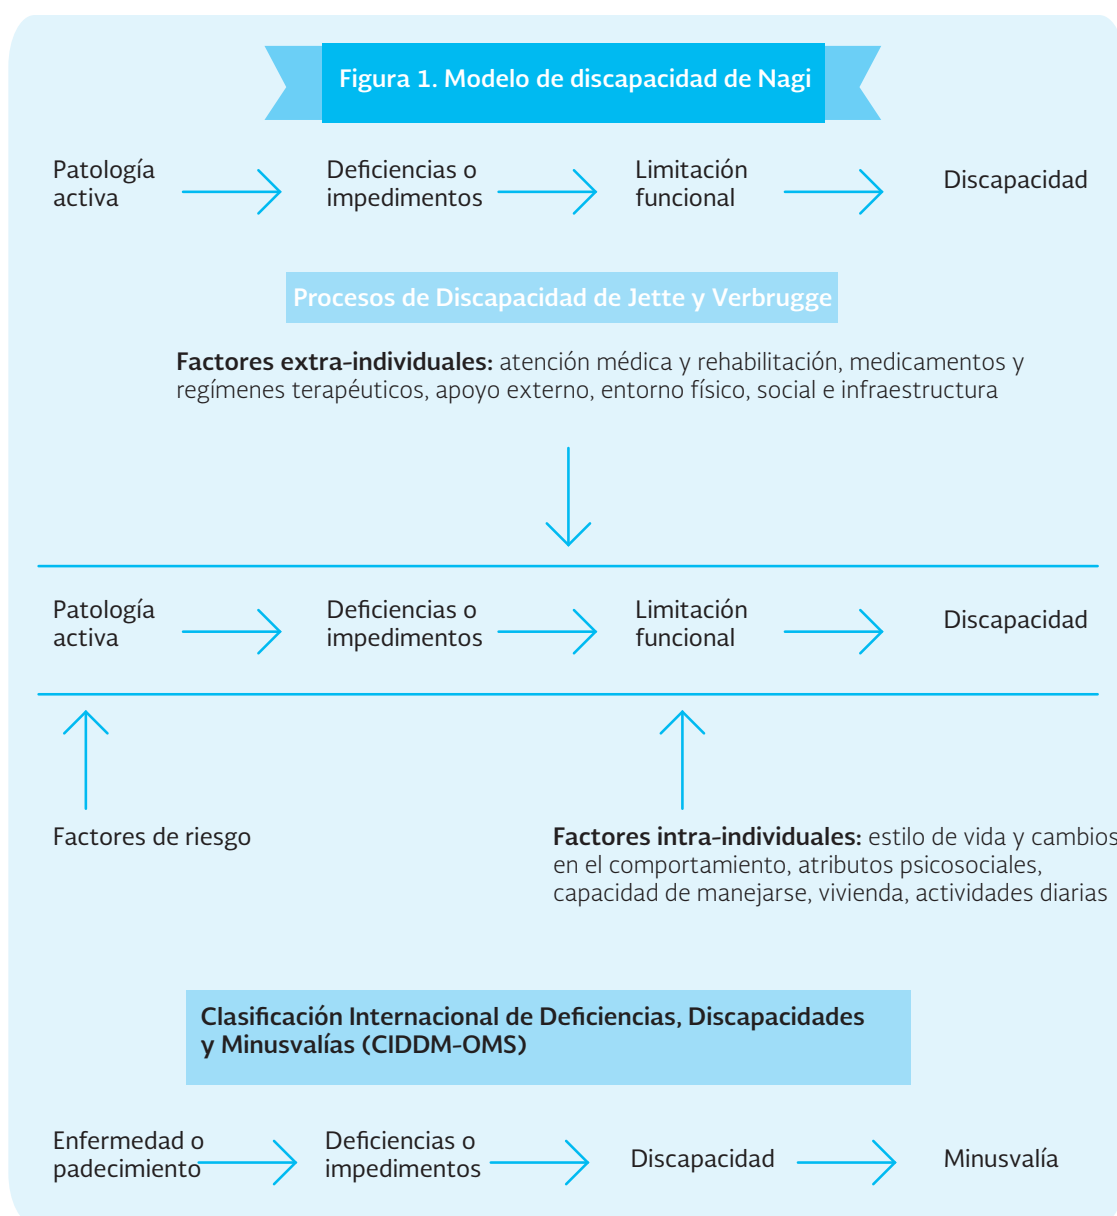 Figura 1. Modelo de discapacidad de Nagi
Patología
activa
Deficiencias o
impedimentos
Limitación
funcional
Discapacidad
Procesos de Discapacidad de Jette y Verbrugge
Factores extra-individuales: atención médica y rehabilitación, medicamentos y
regímenes terapéuticos, apoyo externo, entorno físico, social e infraestructura
Patología
activa
Deficiencias o
impedimentos
Limitación
funcional
Discapacidad
Factores de riesgo
Factores intra-individuales: estilo de vida y cambios
en el comportamiento, atributos psicosociales,
capacidad de manejarse, vivienda, actividades diarias
Clasificación Internacional de Deficiencias, Discapacidades
y Minusvalías (CIDDM-OMS)
Enfermedad o
padecimiento
Deficiencias o
impedimentos
Discapacidad
Minusvalía